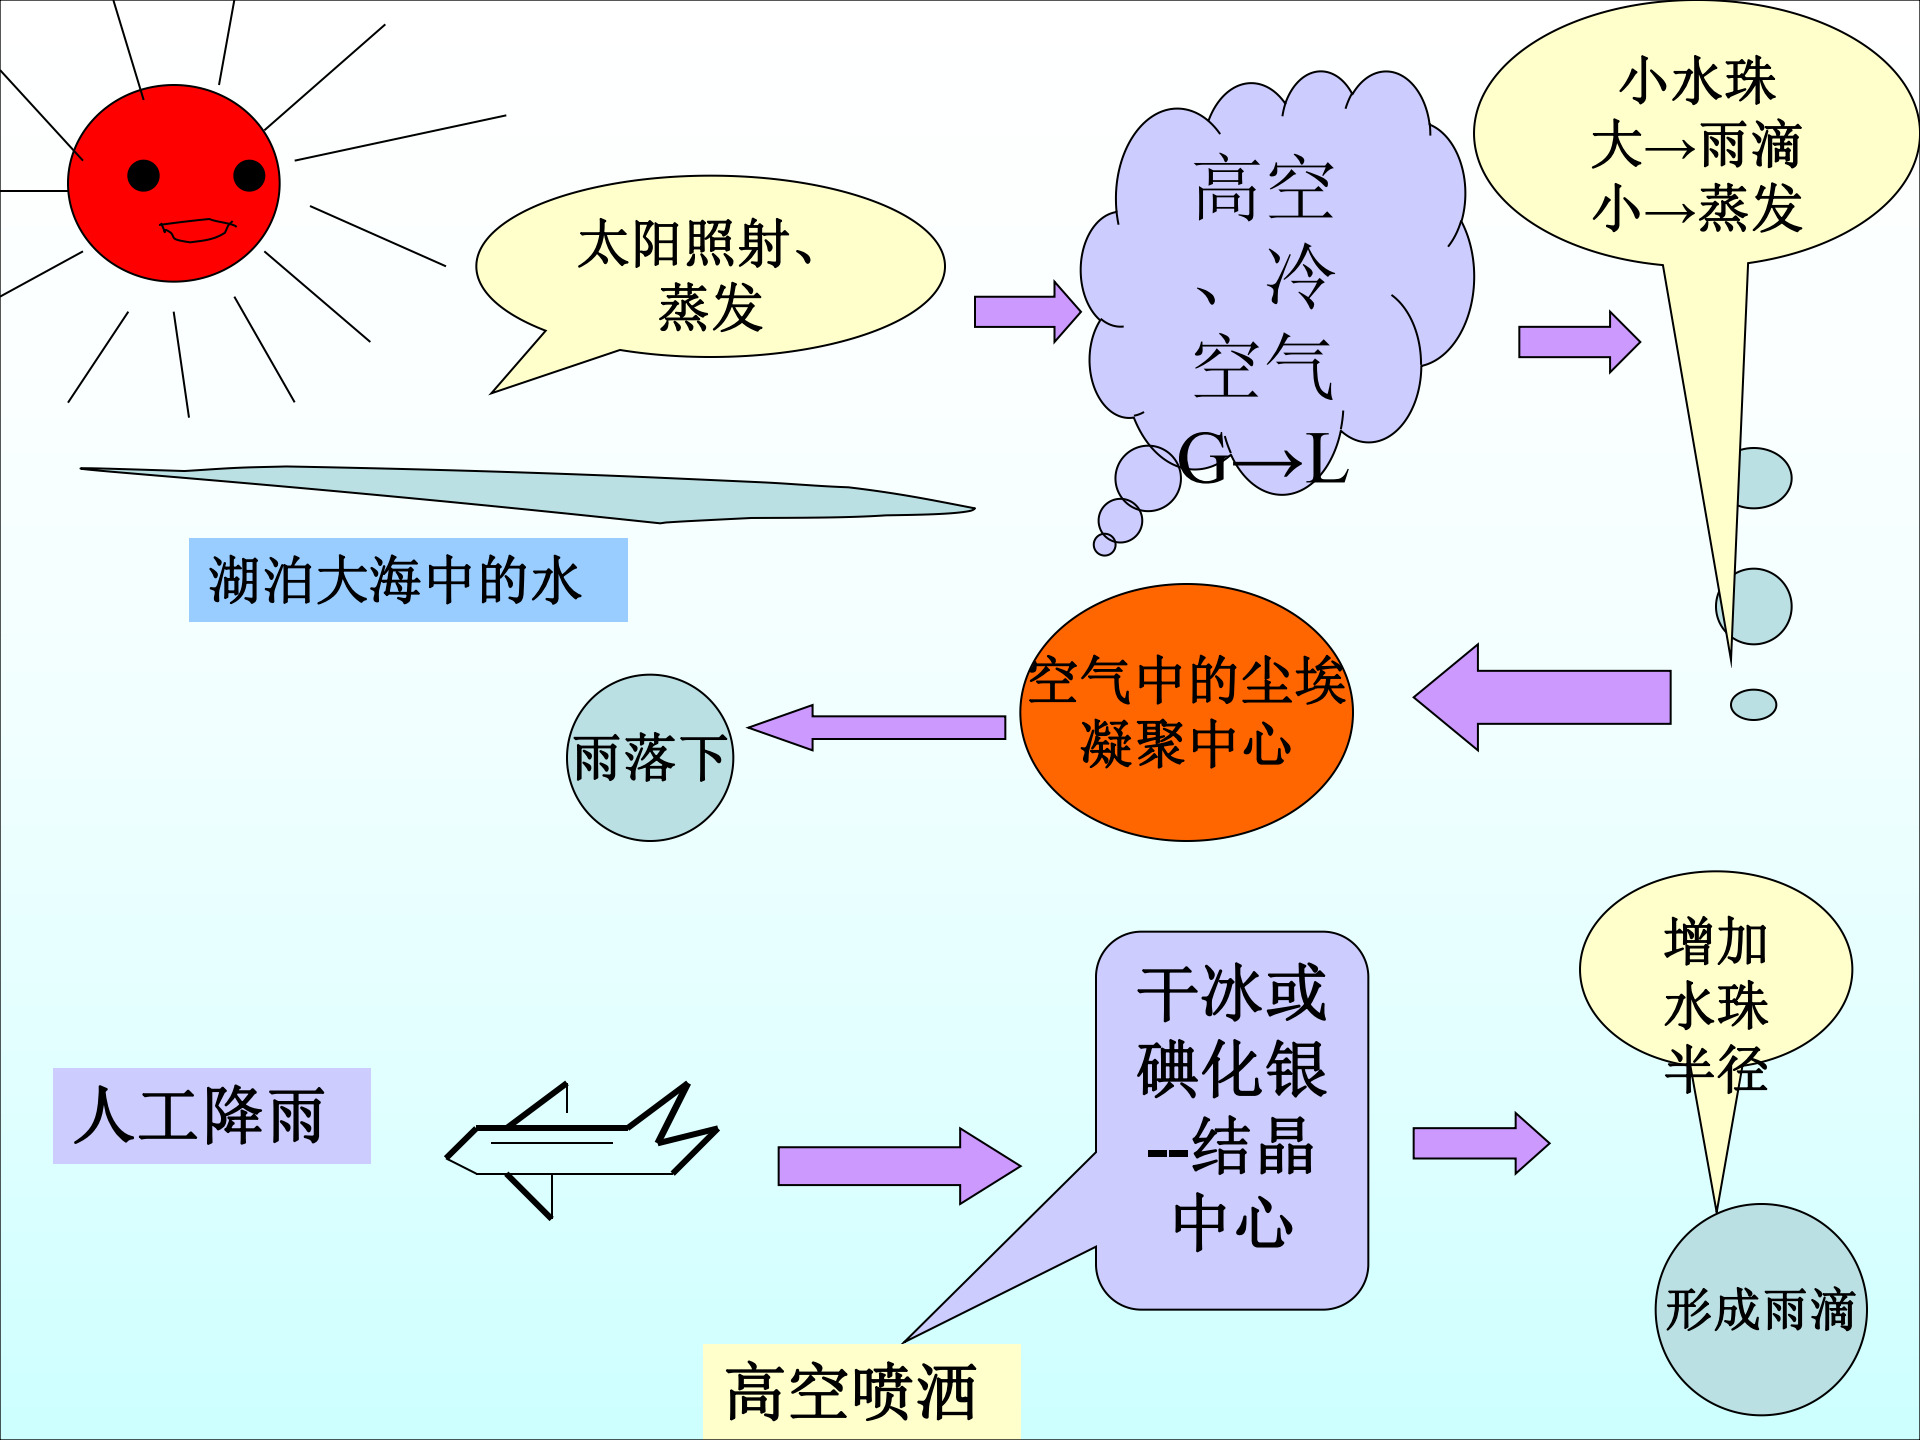 太阳照射、
蒸发
高空
、冷
空气
G→L
小水珠
大→雨滴
小→蒸发
湖泊大海中的水
空气中的尘埃
凝聚中心
雨落下
人工降雨
干冰或
碘化银
--结晶
中心
高空喷洒
增加
水珠
半径
形成雨滴